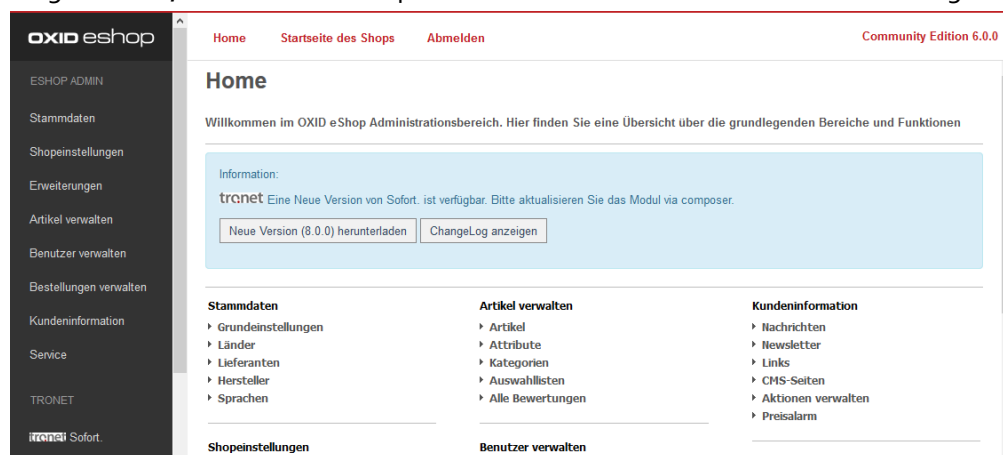 OXID eshop
Home Startseite des Shops Abmelden Community Edition 6.0.0
ESHOP ADMIN
Stammdaten
Shopeinstellungen
Erweiterungen
Artikel verwalten
Benutzer verwalten
Bestellungen verwalten
Kundeninformation
Service
TRONET
tronet Sofort.
Home
Willkommen im OXID eShop Administrationsbereich. Hier finden Sie eine Übersicht über die grundlegenden Bereiche und Funktionen
Information:
tronet Eine Neue Version von Sofort. ist verfügbar. Bitte aktualisieren Sie das Modul via composer.
Neue Version (8.0.0) herunterladen ChangeLog anzeigen
Stammdaten
Grundeinstellungen
Länder
Lieferanten
Hersteller
Sprachen
Shopeinstellungen
Artikel verwalten
Artikel
Attribute
Kategorien
Auswahllisten
Alle Bewertungen
Benutzer verwalten
Kundeninformation
Nachrichten
Newsletter
Links
CMS-Seiten
Aktionen verwalten
Preisalarm